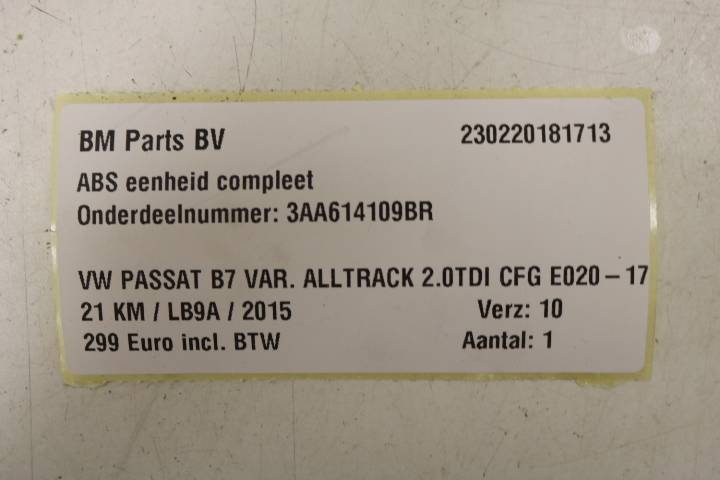 BM Parts BV 230220181713
ABS eenheid compleet
Onderdeelnummer: 3AA614109BR
VW PASSAT B7 VAR. ALLTRACK 2.0TDI CFG E020-17
21 KM / LB9A / 2015 Verz: 10
299 Euro incl. BTW Aantal: 1